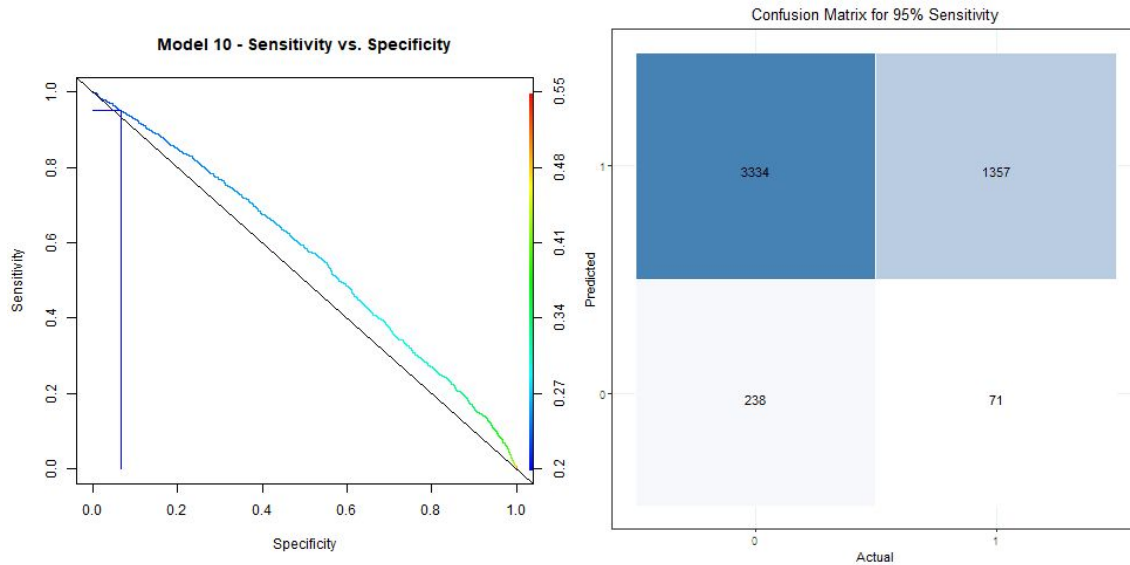 Model 10 - Sensitivity vs. Specificity
Sensitivity
1.0
0.8
0.6
0.4
0.2
0.0
0.55
0.48
0.41
0.34
0.27
0.2
0.0 0.2 0.4 0.6 0.8 1.0
Specificity
Confusion Matrix for 95% Sensitivity
Predicted
1
3334 1357
0
238 71
0 1
Actual